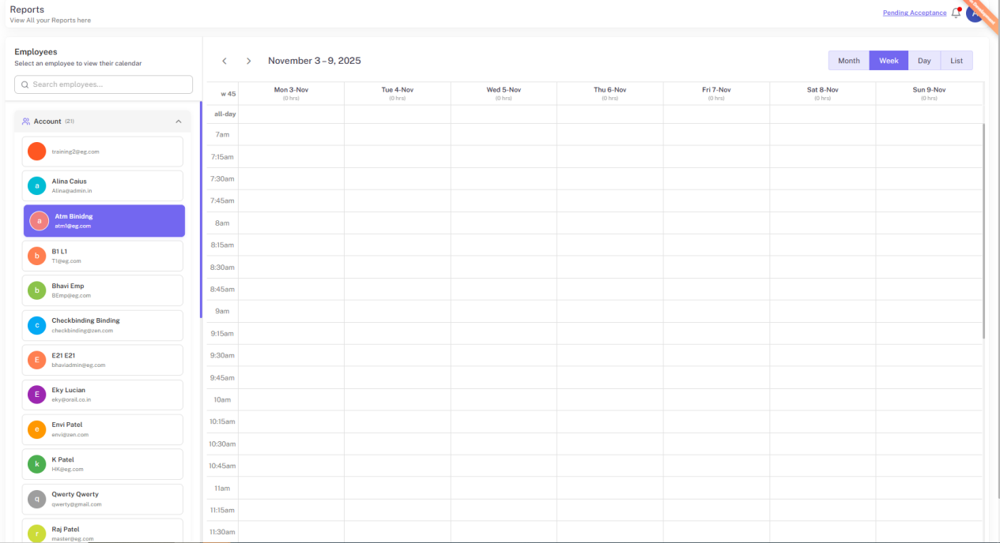 Reports
View All your Reports here
Pending Acceptance
Employees
Select an employee to view their calendar
Search employees...
Account (21)
training2@eg.com
a
Alina Caius
Alina@admin.in
a
Atm Binidng
atm1@eg.com
b
B1 L1
T1@eg.com
b
Bhavi Emp
BEmp@eg.com
c
Checkbinding Binding
checkbinding@zen.com
E
E21 E21
bhaviadmin@eg.com
E
Eky Lucian
eky@orail.co.in
e
Envi Patel
envi@zen.com
k
K Patel
HK@eg.com
q
Qwerty Qwerty
qwerty@gmail.com
r
Raj Patel
master@eg.com
November 3 – 9, 2025
Month Week Day List
w 45 Mon 3-Nov Tue 4-Nov Wed 5-Nov Thu 6-Nov Fri 7-Nov Sat 8-Nov Sun 9-Nov
(0 hrs) (0 hrs) (0 hrs) (0 hrs) (0 hrs) (0 hrs) (0 hrs)
all-day
7am
7:15am
7:30am
7:45am
8am
8:15am
8:30am
8:45am
9am
9:15am
9:30am
9:45am
10am
10:15am
10:30am
10:45am
11am
11:15am
11:30am